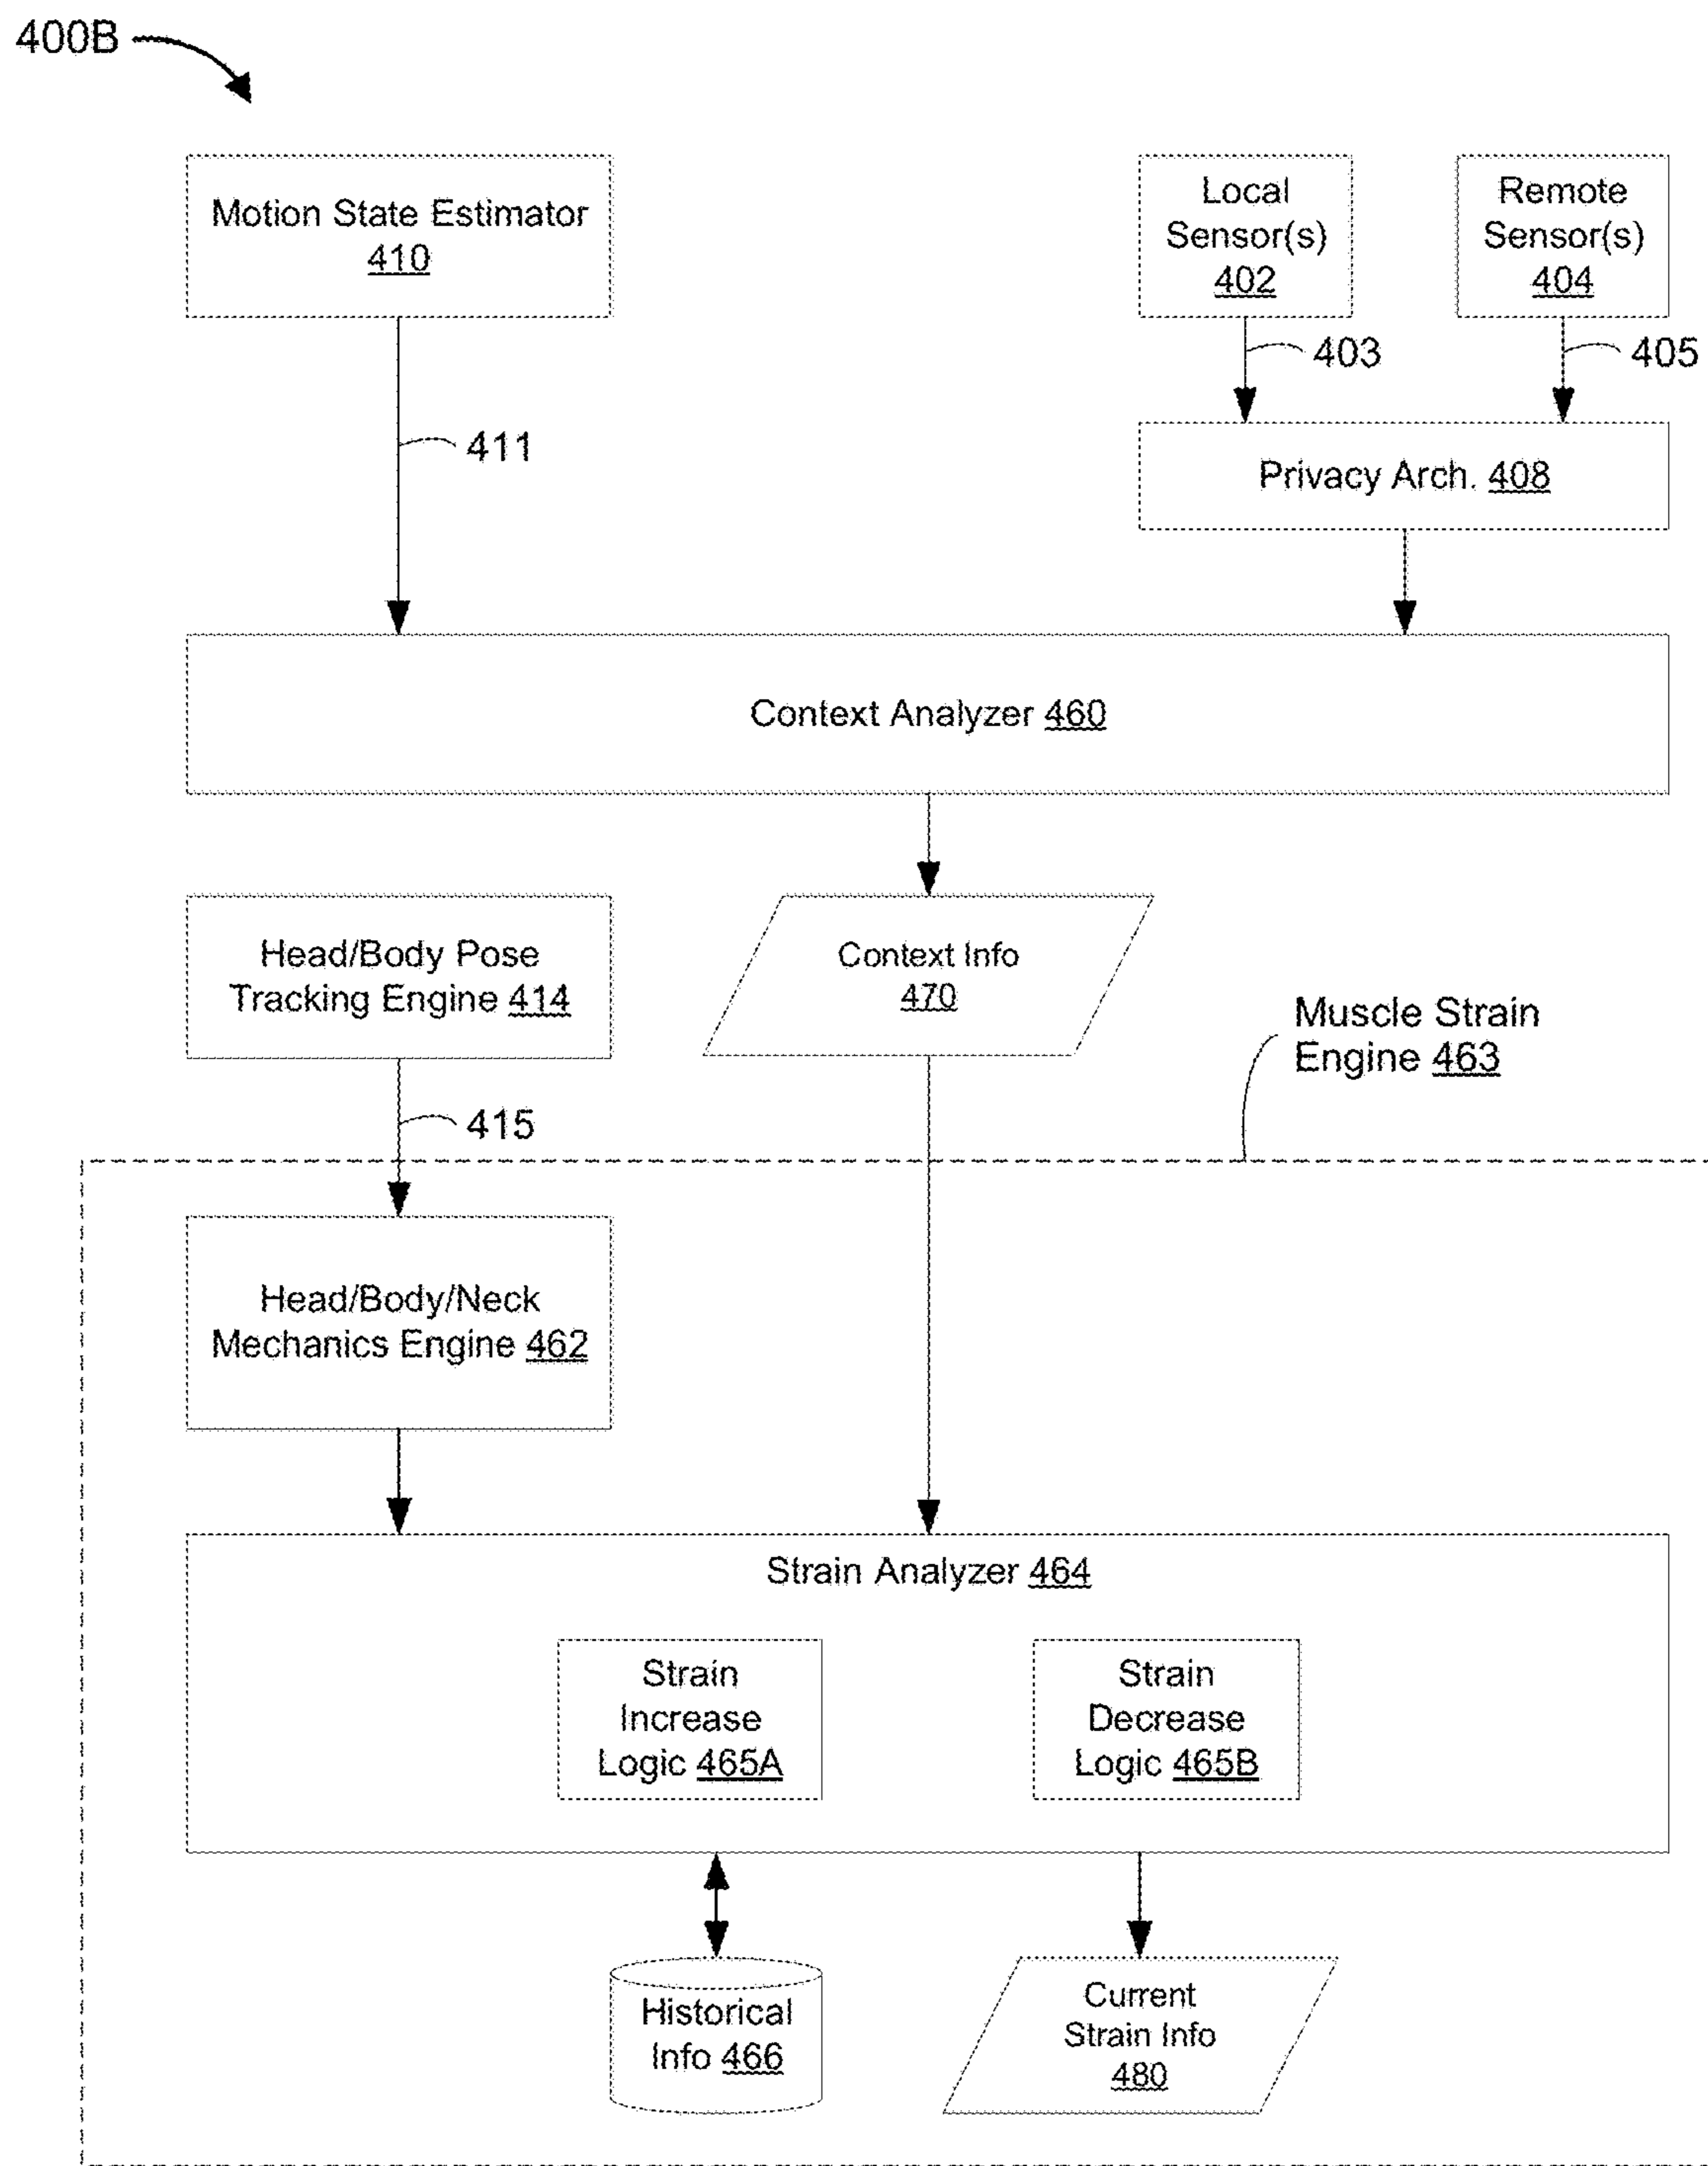 400B
Motion State Estimator
410
Local
Sensor(s)
402
Remote
Sensor(s)
404
403
405
411
Privacy Arch. 408
Context Analyzer 460
Head/Body Pose
Tracking Engine 414
Context Info
470
Muscle Strain
Engine 463
415
Head/Body/Neck
Mechanics Engine 462
Strain Analyzer 464
Strain
Increase
Logic 465A
Strain
Decrease
Logic 465B
Historical
Info 466
Current
Strain Info
480